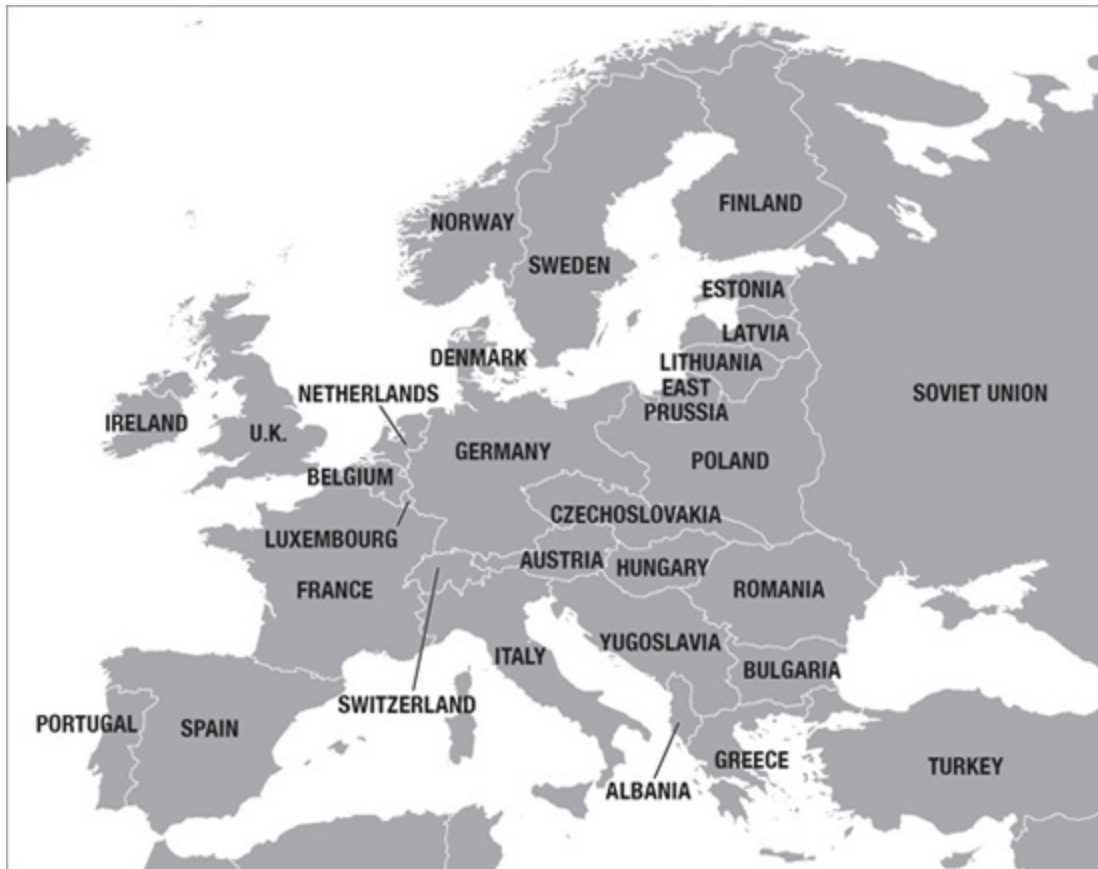 NORWAY
FINLAND
SWEDEN
ESTONIA
LATVIA
DENMARK
LITHUANIA
EAST
PRUSSIA
NETHERLANDS
SOVIET UNION
IRELAND
U.K.
GERMANY
POLAND
BELGIUM
CZECHOSLOVAKIA
LUXEMBOURG
AUSTRIA
HUNGARY
FRANCE
ROMANIA
YUGOSLAVIA
ITALY
BULGARIA
SWITZERLAND
PORTUGAL
SPAIN
GREECE
TURKEY
ALBANIA